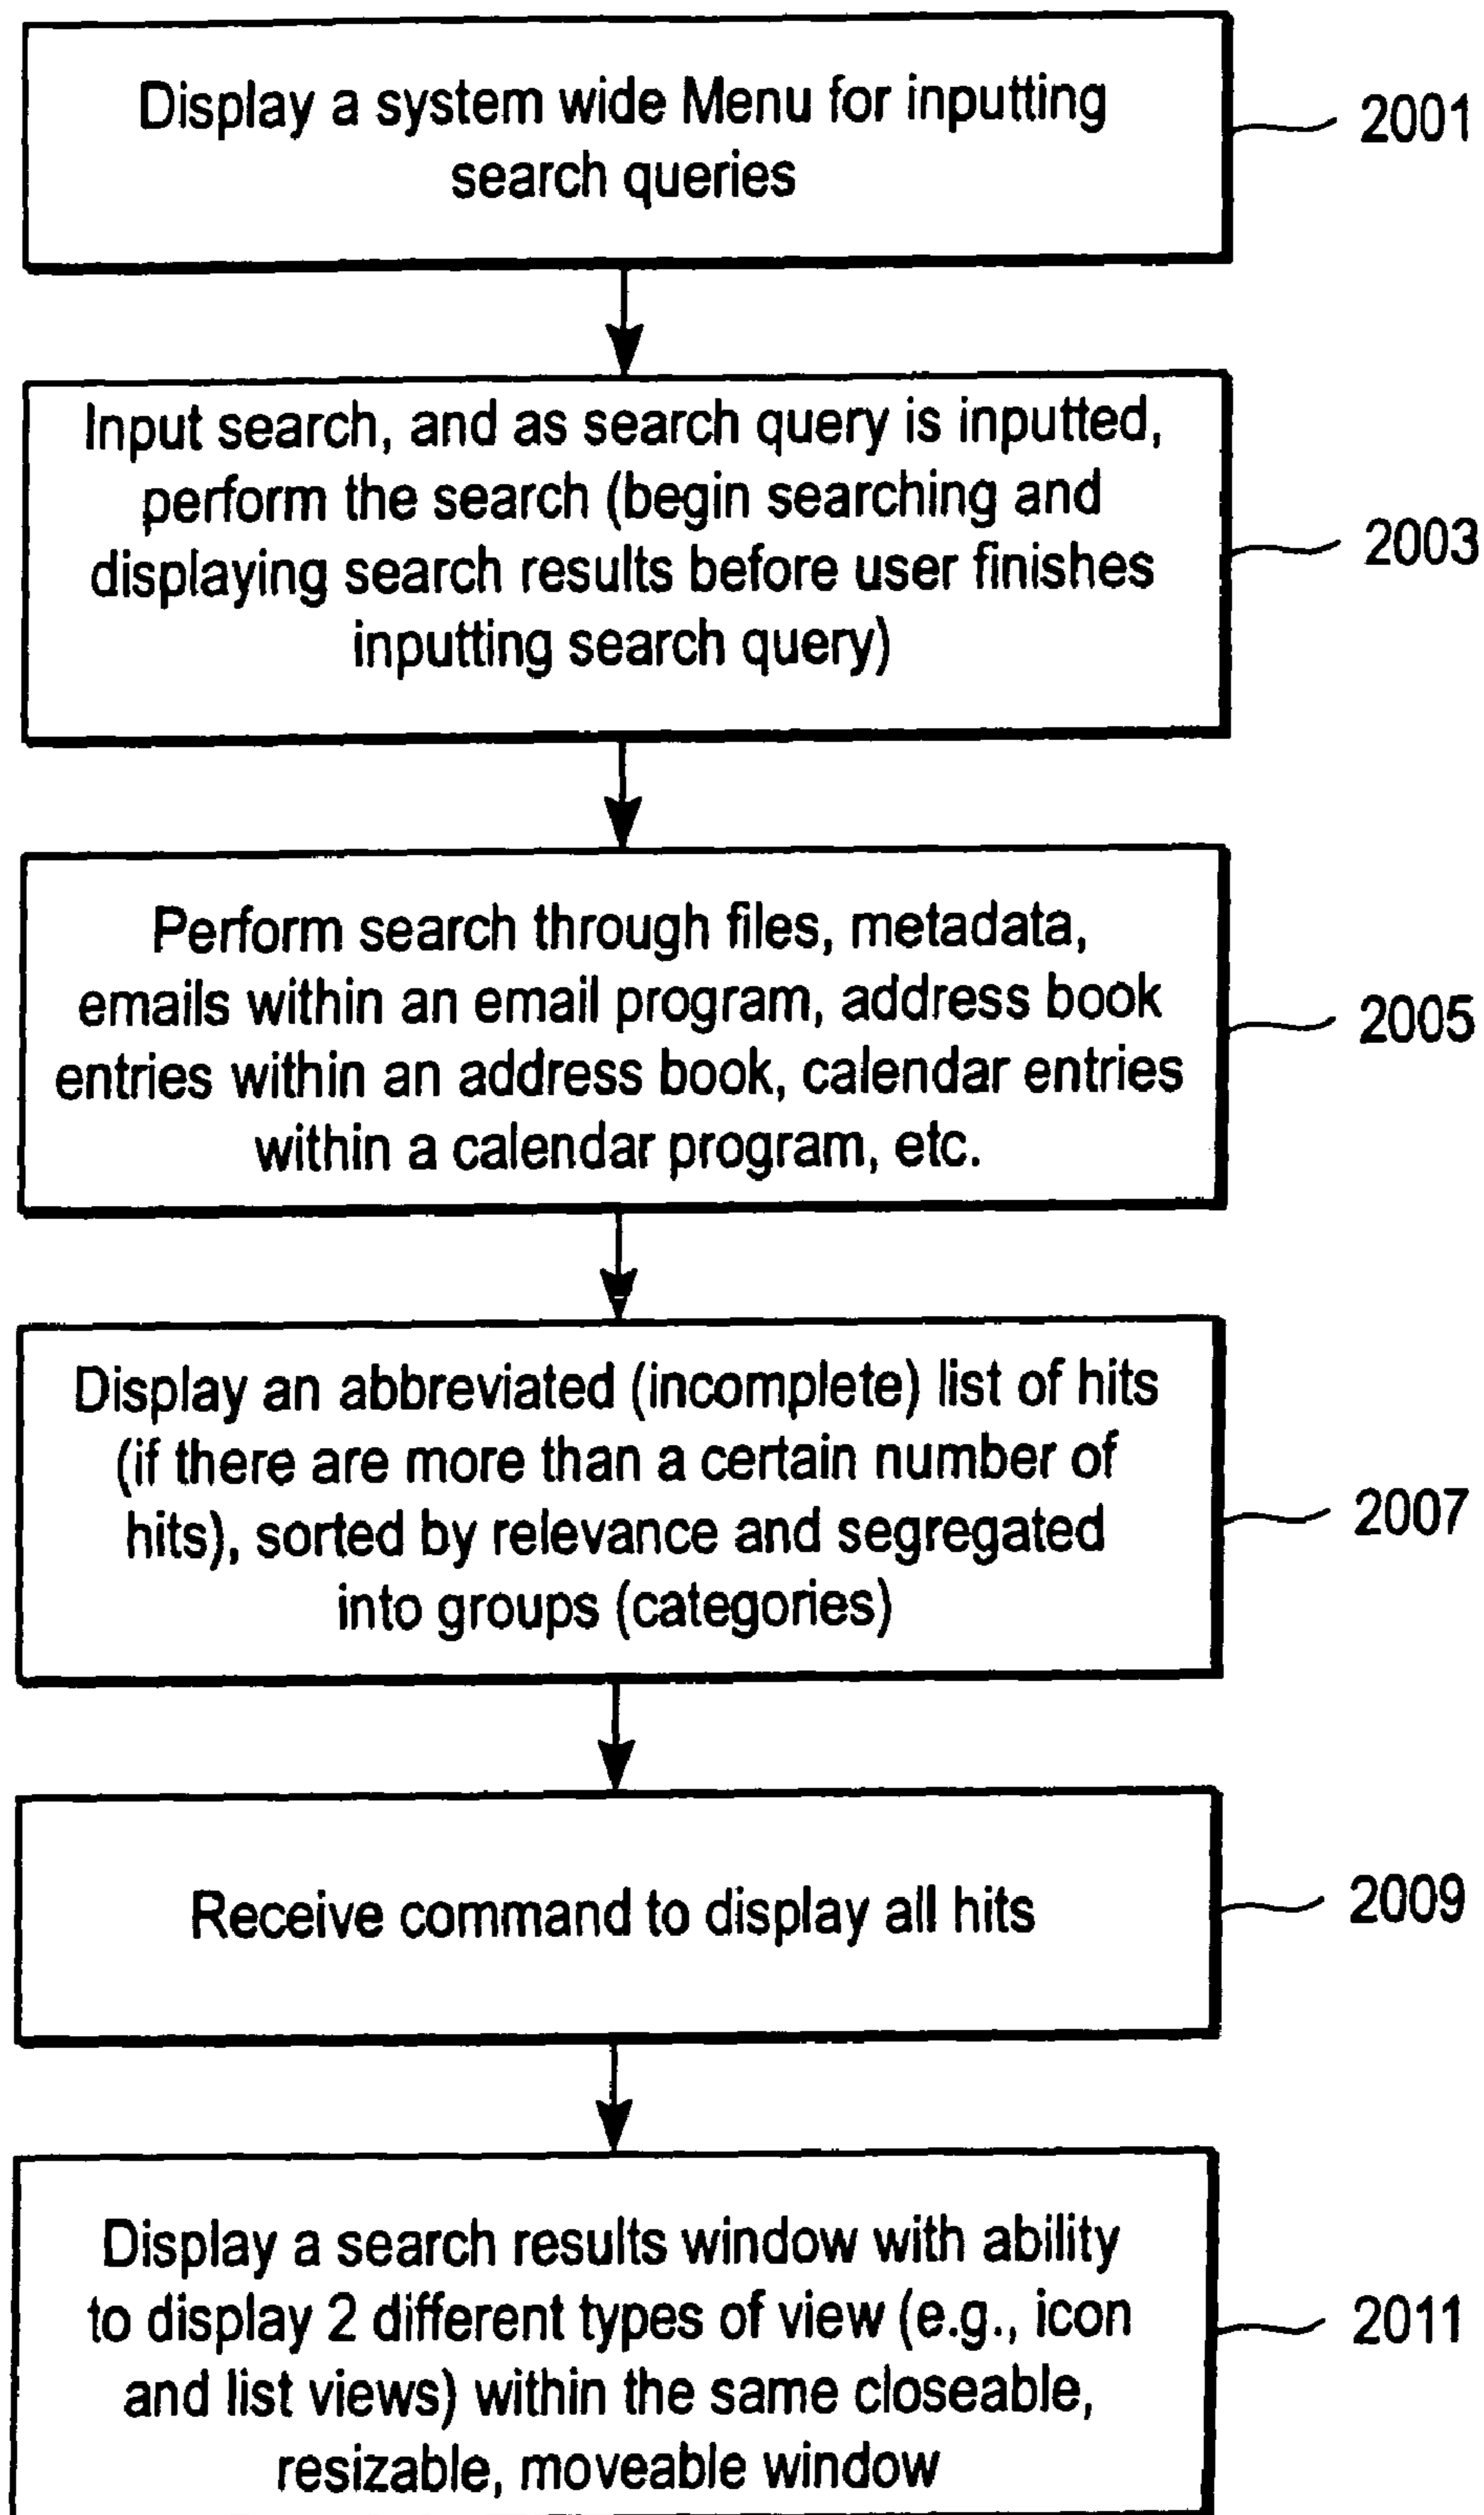 Display a system wide Menu for inputting
search queries
2001
Input search, and as search query is inputted,
perform the search (begin searching and
displaying search results before user finishes
inputting search query)
2003
Perform search through files, metadata,
emails within an email program, address book
entries within an address book, calendar entries
within a calendar program, etc.
2005
Display an abbreviated (incomplete) list of hits
(if there are more than a certain number of
hits), sorted by relevance and segregated
into groups (categories)
2007
Receive command to display all hits
2009
Display a search results window with ability
to display 2 different types of view (e.g., icon
and list views) within the same closeable,
resizable, moveable window
2011